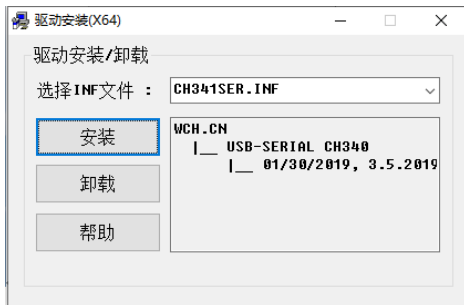 驱动安装(X64)
驱动安装/卸载
选择INF文件 :
CH341SER.INF
安装
卸载
帮助
WCH.CN
|__ USB-SERIAL CH340
|__ 01/30/2019, 3.5.2019